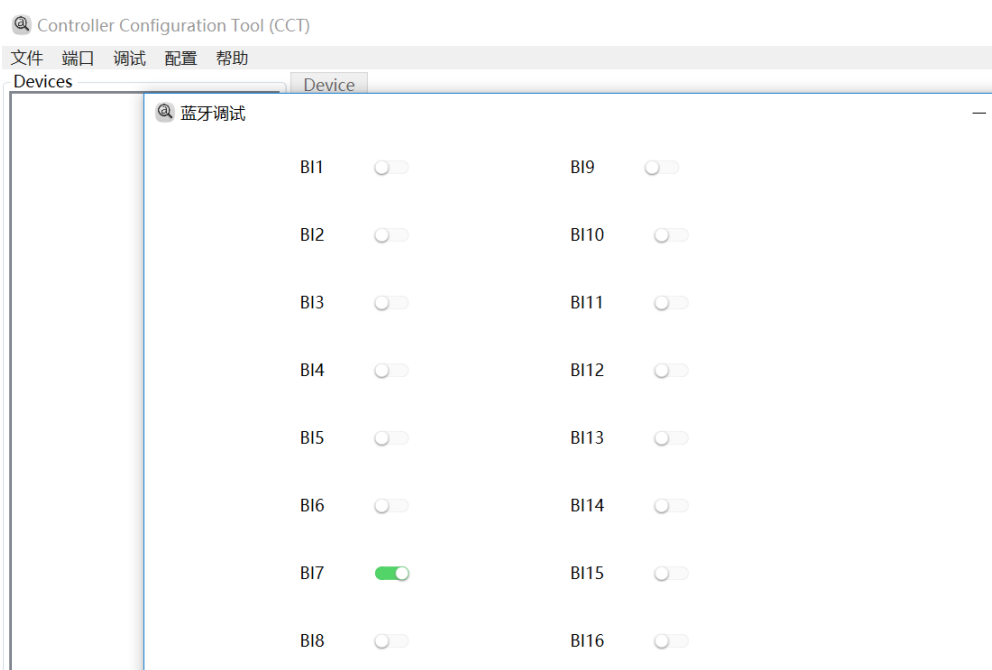 Controller Configuration Tool (CCT)
文件 端口 调试 配置 帮助
Devices
Device
蓝牙调试
BI1 BI9
BI2 BI10
BI3 BI11
BI4 BI12
BI5 BI13
BI6 BI14
BI7 BI15
BI8 BI16